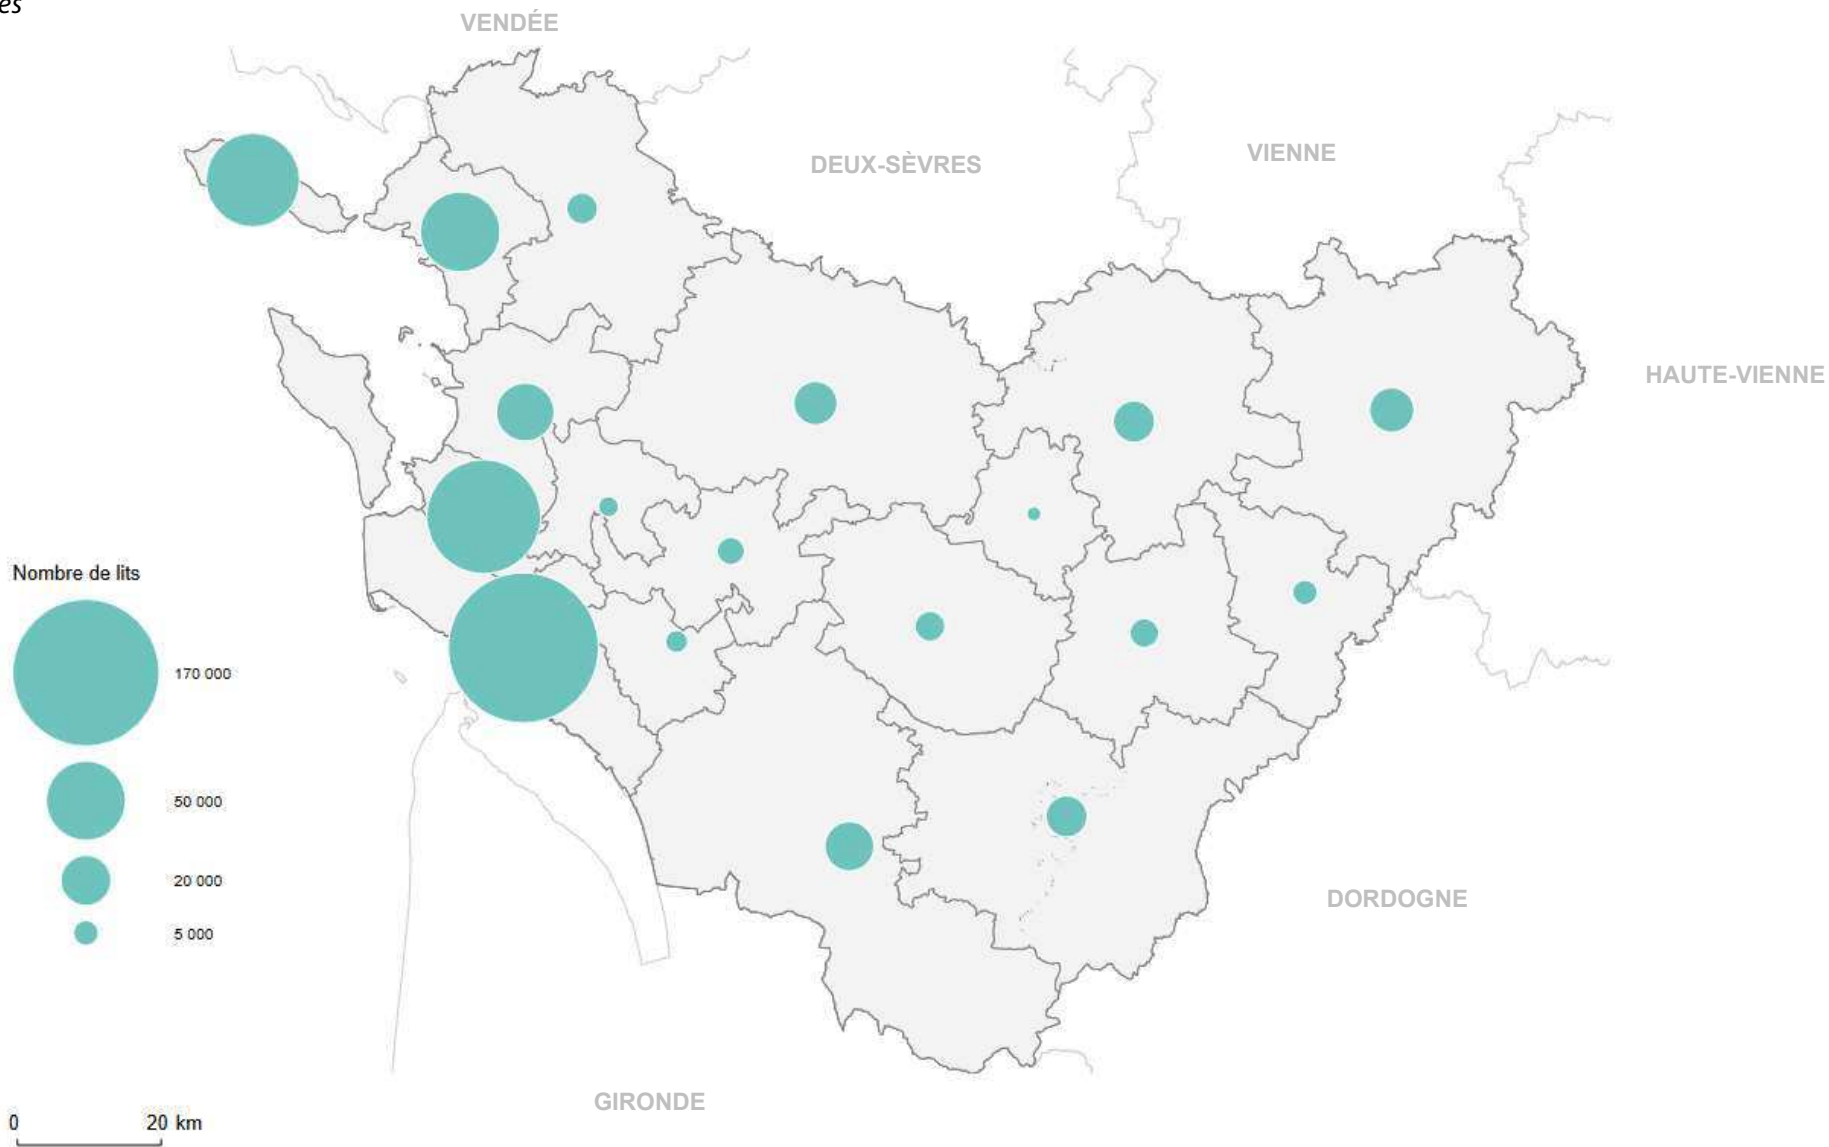 VENDÉE
DEUX-SÈVRES
VIENNE
HAUTE-VIENNE
Nombre de lits
170 000
50 000
20 000
5 000
DORDOGNE
GIRONDE
0 20 km